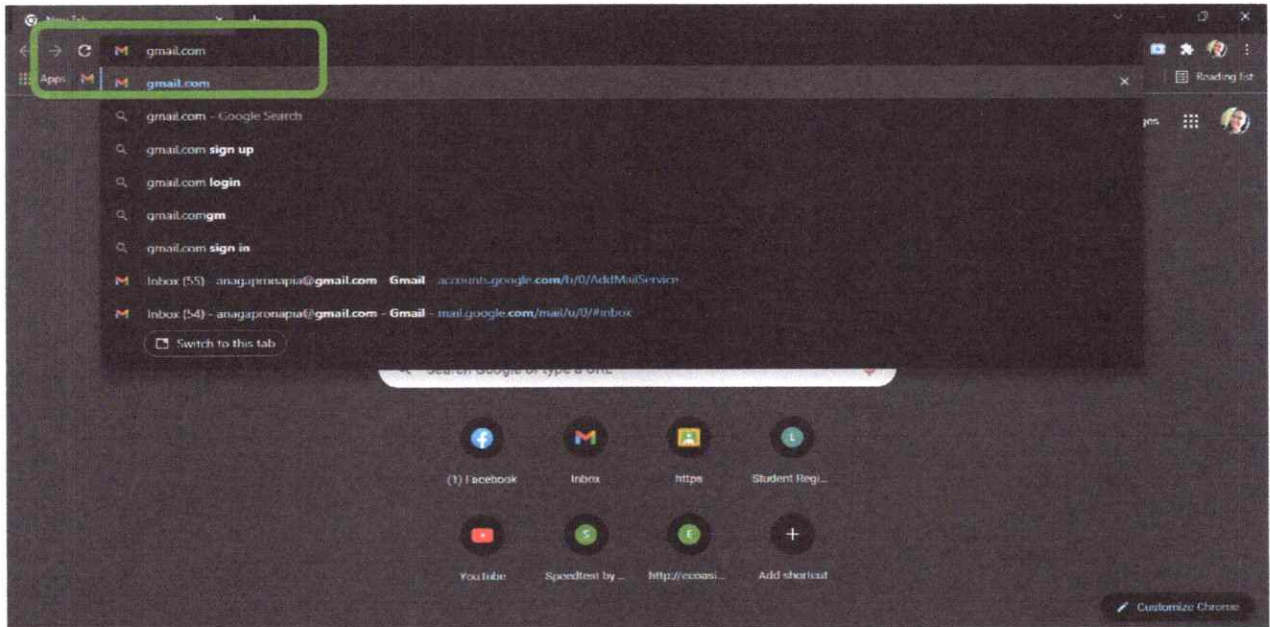 New Tab
gmail.com
Apps
gmail.com
Reading list
gmail.com - Google Search
gmail.com sign up
gmail.com login
gmail.comgm
gmail.com sign in
Inbox (55) - anagapronapia@gmail.com - Gmail - accounts.google.com/b/0/AddMailService
Inbox (54) - anagapronapia@gmail.com - Gmail - mail.google.com/mail/u/0/#inbox
Switch to this tab
Search Google or type a URL
(1) Facebook
Inbox
https
Student Regi...
YouTube
Speedtest by ...
http://ecoasi...
Add shortcut
Customize Chrome